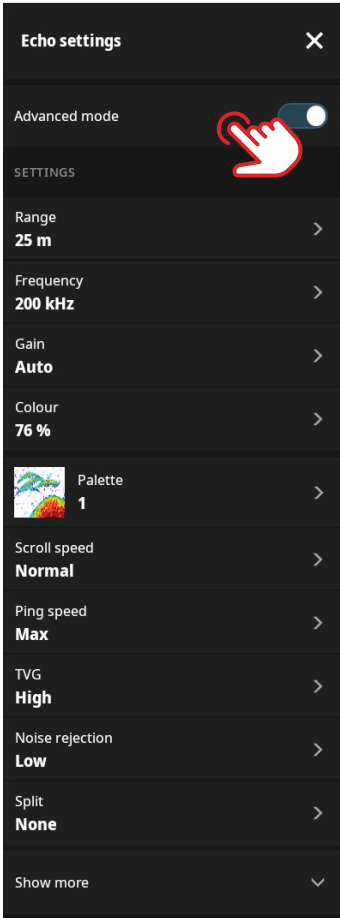 Echo settings
Advanced mode
SETTINGS
Range
25 m
Frequency
200 kHz
Gain
Auto
Colour
76 %
Palette
1
Scroll speed
Normal
Ping speed
Max
TVG
High
Noise rejection
Low
Split
None
Show more